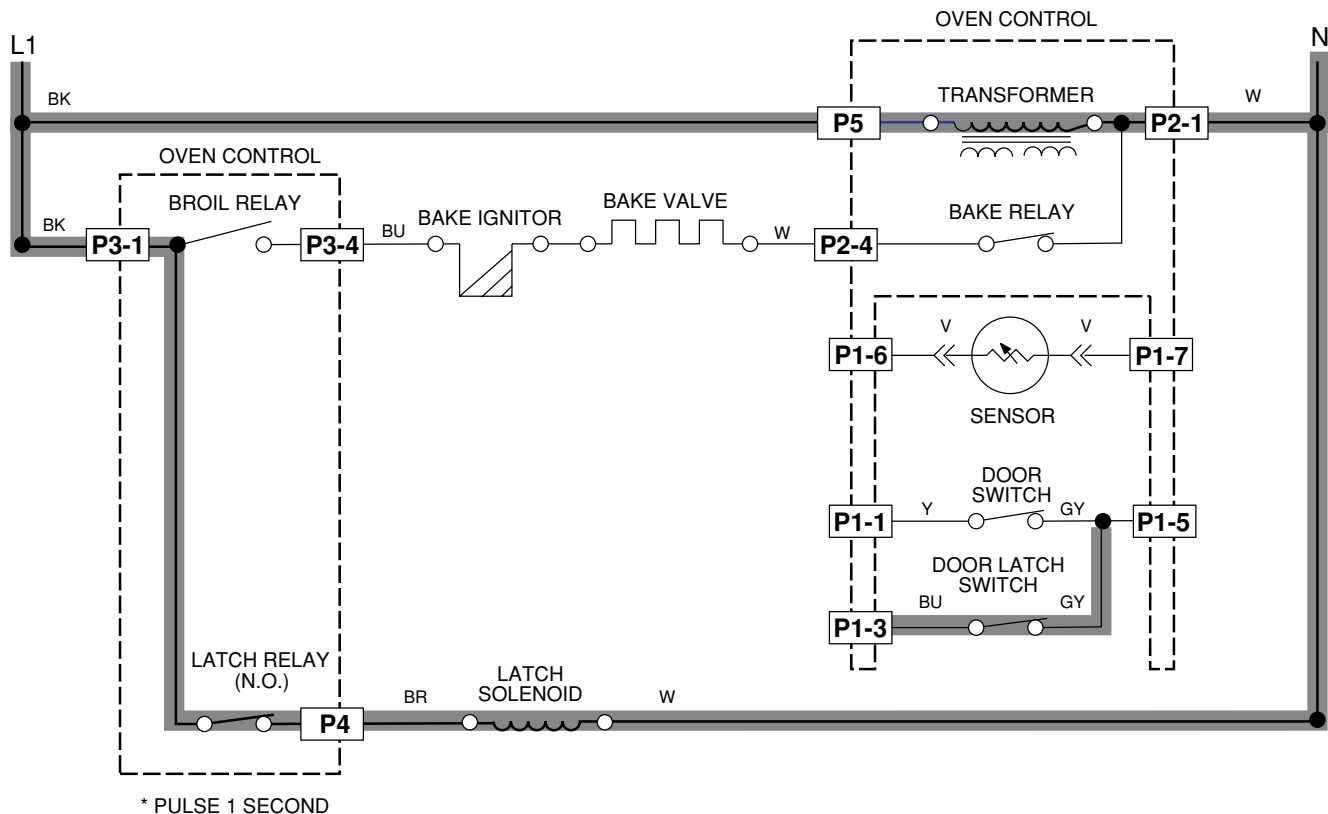 OVEN CONTROL
L1
N
BK
TRANSFORMER
W
P5
P2-1
OVEN CONTROL
BROIL RELAY
BAKE IGNITOR
BAKE VALVE
BAKE RELAY
BK
P3-1
P3-4
BU
W
P2-4
V
V
P1-6
P1-7
SENSOR
DOOR
SWITCH
P1-1
Y
GY
P1-5
DOOR LATCH
SWITCH
BU
GY
P1-3
LATCH RELAY
(N.O.)
LATCH
SOLENOID
P4
BR
W
* PULSE 1 SECOND